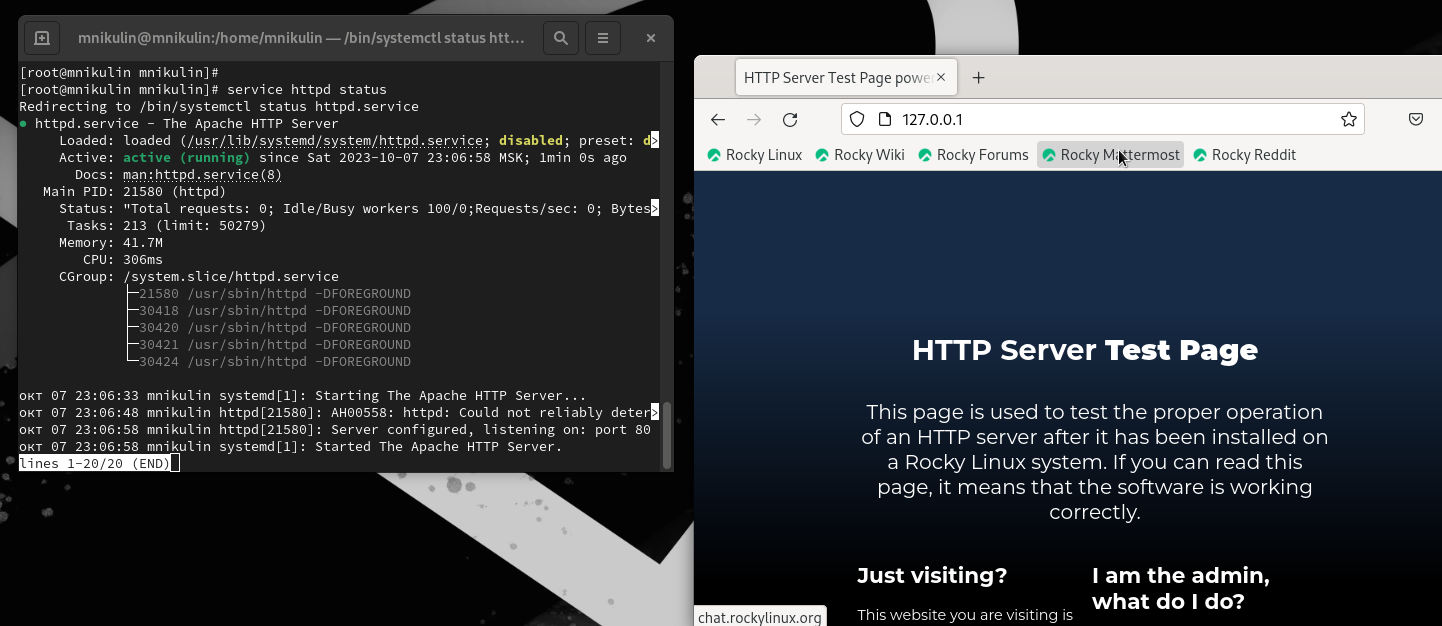 mnikulin@mnikulin:/home/mnikulin — /bin/systemctl status htt...
[root@mnikulin mnikulin]#
[root@mnikulin mnikulin]# service httpd status
Redirecting to /bin/systemctl status httpd.service
● httpd.service - The Apache HTTP Server
Loaded: loaded (/usr/lib/systemd/system/httpd.service; disabled; preset: d>
Active: active (running) since Sat 2023-10-07 23:06:58 MSK; 1min 0s ago
Docs: man:httpd.service(8)
Main PID: 21580 (httpd)
Status: "Total requests: 0; Idle/Busy workers 100/0;Requests/sec: 0; Bytes>
Tasks: 213 (limit: 50279)
Memory: 41.7M
CPU: 306ms
CGroup: /system.slice/httpd.service
├─21580 /usr/sbin/httpd -DFOREGROUND
├─30418 /usr/sbin/httpd -DFOREGROUND
├─30420 /usr/sbin/httpd -DFOREGROUND
├─30421 /usr/sbin/httpd -DFOREGROUND
└─30424 /usr/sbin/httpd -DFOREGROUND
окт 07 23:06:33 mnikulin systemd[1]: Starting The Apache HTTP Server...
окт 07 23:06:48 mnikulin httpd[21580]: AH00558: httpd: Could not reliably deter>
окт 07 23:06:58 mnikulin httpd[21580]: Server configured, listening on: port 80
окт 07 23:06:58 mnikulin systemd[1]: Started The Apache HTTP Server.
lines 1-20/20 (END)
HTTP Server Test Page powe
127.0.0.1
Rocky Linux Rocky Wiki Rocky Forums Rocky Mattermost Rocky Reddit
HTTP Server Test Page
This page is used to test the proper operation
of an HTTP server after it has been installed on
a Rocky Linux system. If you can read this
page, it means that the software is working
correctly.
Just visiting?
This website you are visiting is
I am the admin,
what do I do?
chat.rockylinux.org